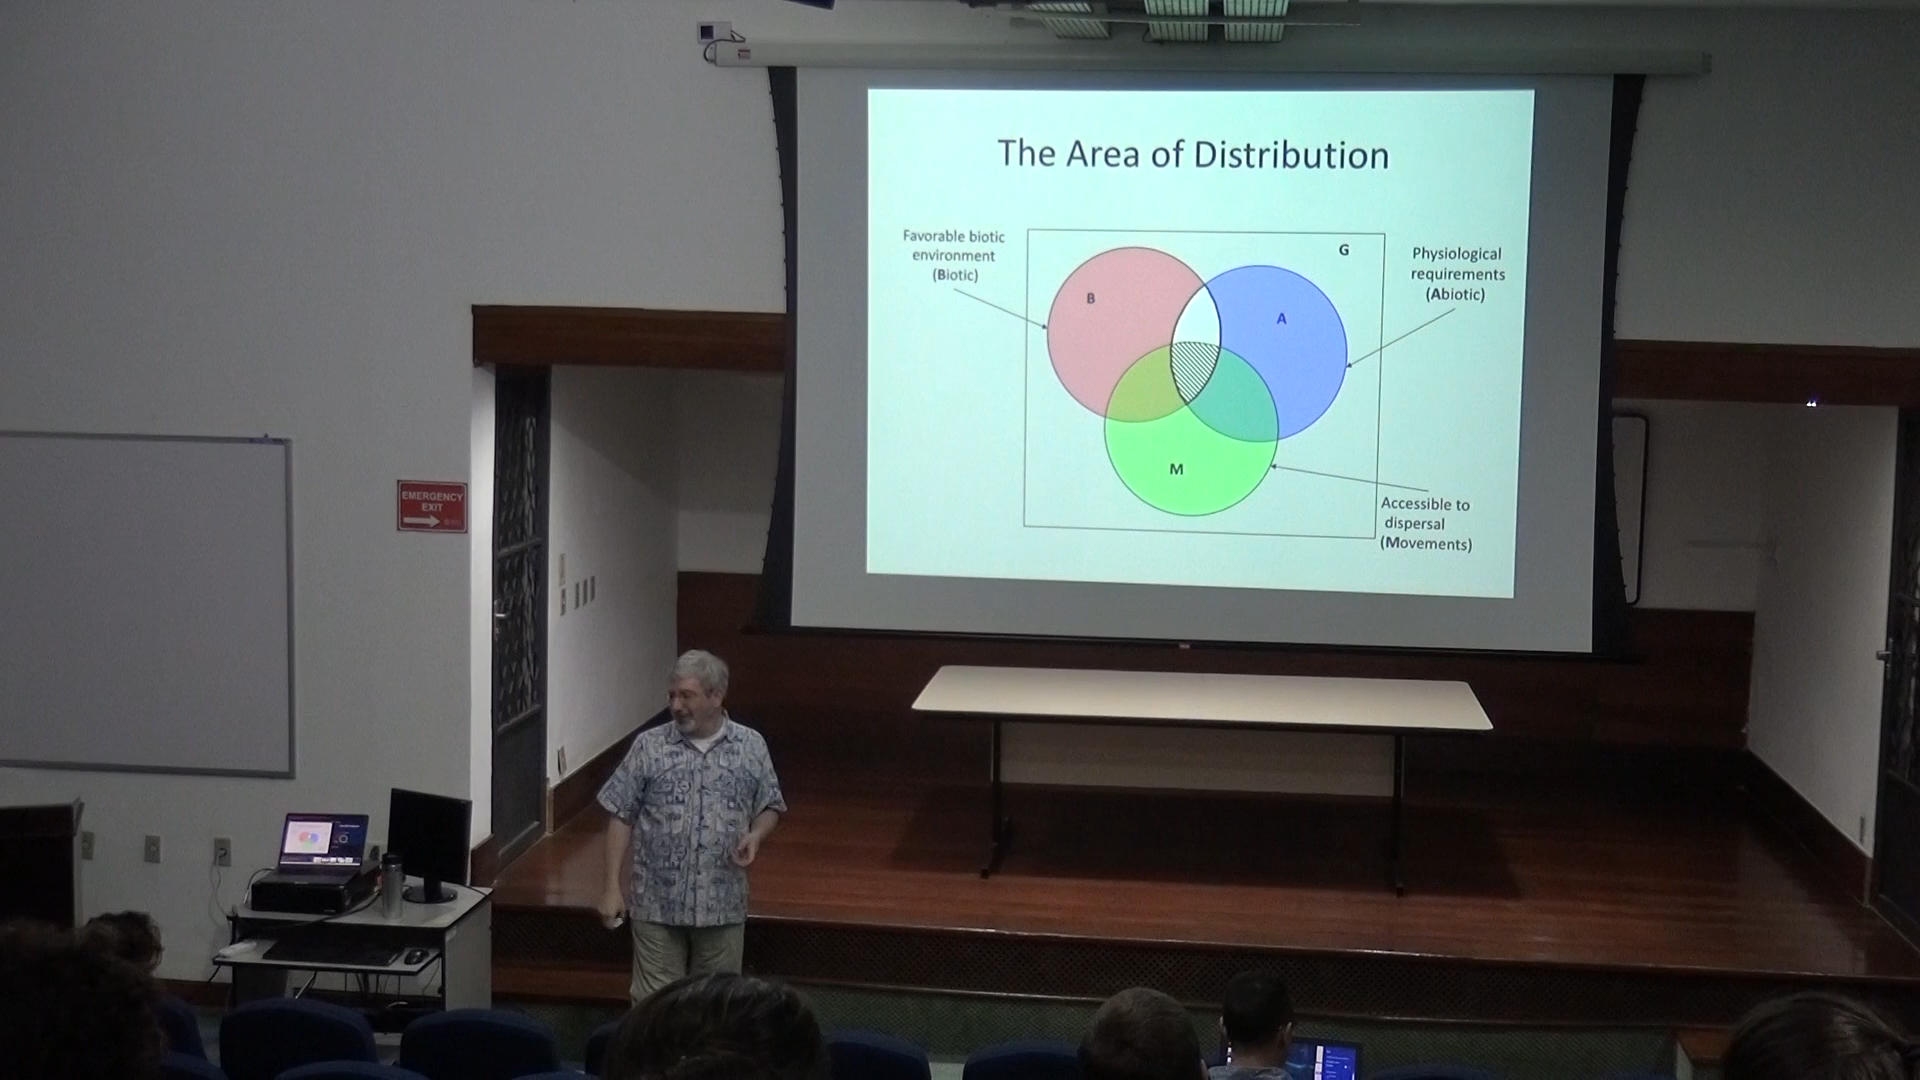 The Area of Distribution
Favorable biotic
environment
(Biotic)
G
Physiological
requirements
(Abiotic)
B
A
M
Accessible to
dispersal
(Movements)
EMERGENCY
EXIT